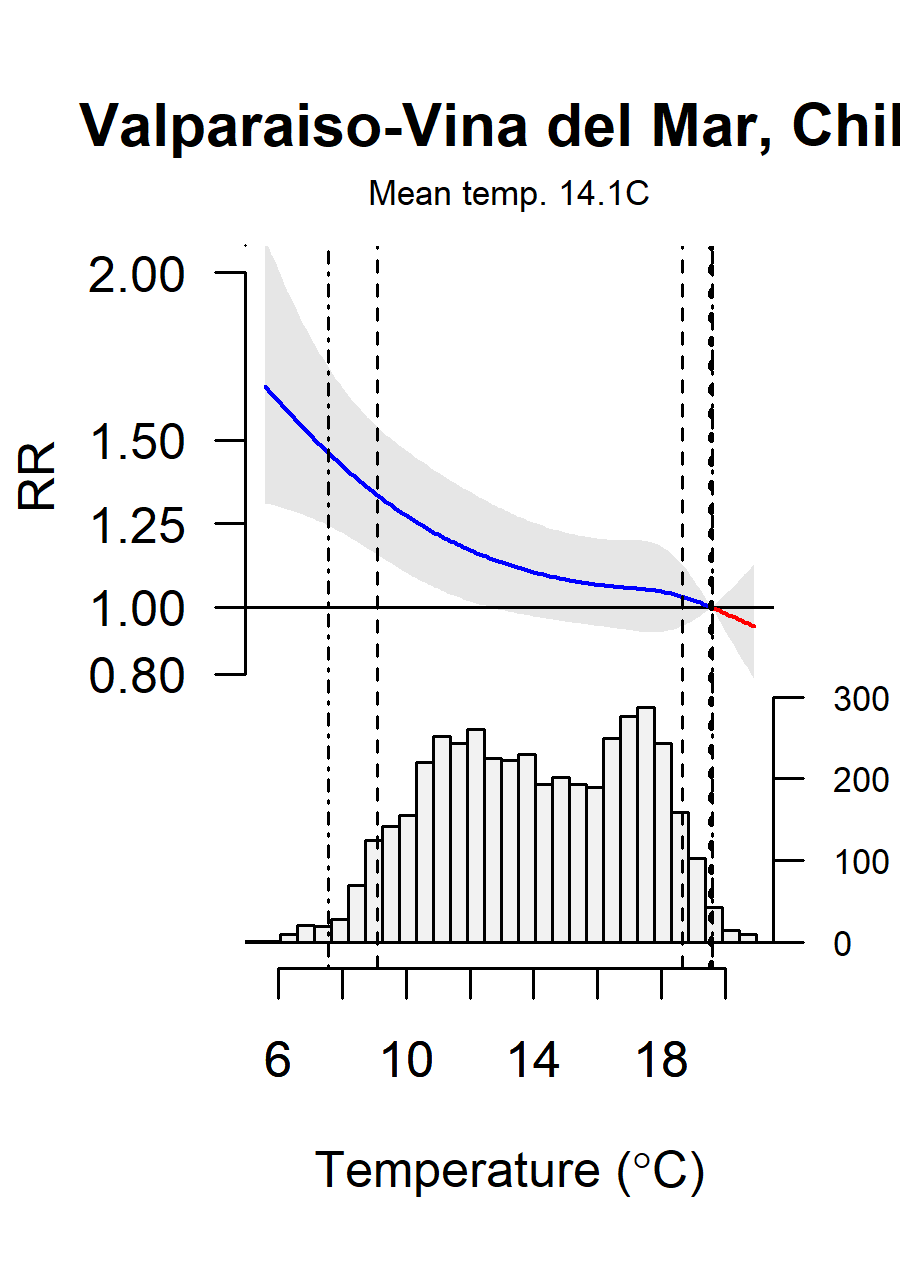 Valparaiso-Vina del Mar, Chil
Mean temp. 14.1C
2.00
1.50
1.25
1.00
0.80
RR
300
200
100
0
6 10 14 18
Temperature (°C)